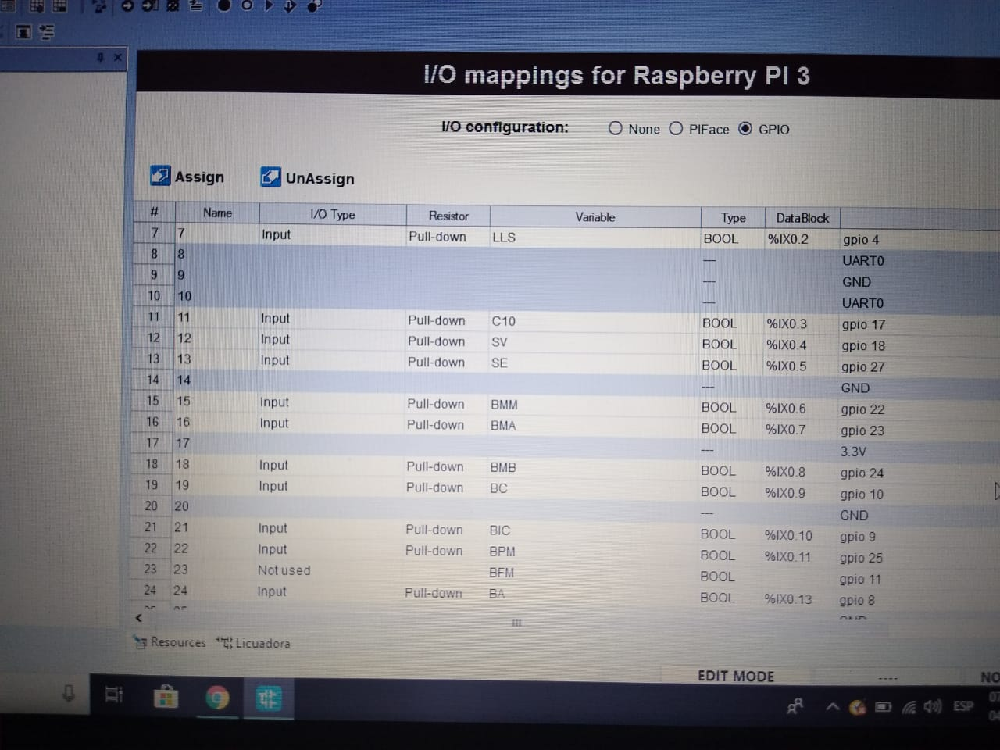 I/O mappings for Raspberry PI 3
I/O configuration: None PIFace GPIO
Assign UnAssign
# Name I/O Type Resistor Variable Type DataBlock
7 7 Input Pull-down LLS BOOL %IX0.2 gpio 4
8 8 --- UART0
9 9 --- GND
10 10 --- UART0
11 11 Input Pull-down C10 BOOL %IX0.3 gpio 17
12 12 Input Pull-down SV BOOL %IX0.4 gpio 18
13 13 Input Pull-down SE BOOL %IX0.5 gpio 27
14 14 --- GND
15 15 Input Pull-down BMM BOOL %IX0.6 gpio 22
16 16 Input Pull-down BMA BOOL %IX0.7 gpio 23
17 17 --- 3.3V
18 18 Input Pull-down BMB BOOL %IX0.8 gpio 24
19 19 Input Pull-down BC BOOL %IX0.9 gpio 10
20 20 --- GND
21 21 Input Pull-down BIC BOOL %IX0.10 gpio 9
22 22 Input Pull-down BPM BOOL %IX0.11 gpio 25
23 23 Not used BFM BOOL gpio 11
24 24 Input Pull-down BA BOOL %IX0.13 gpio 8
Resources Licuadora
EDIT MODE ---- NO
ESP